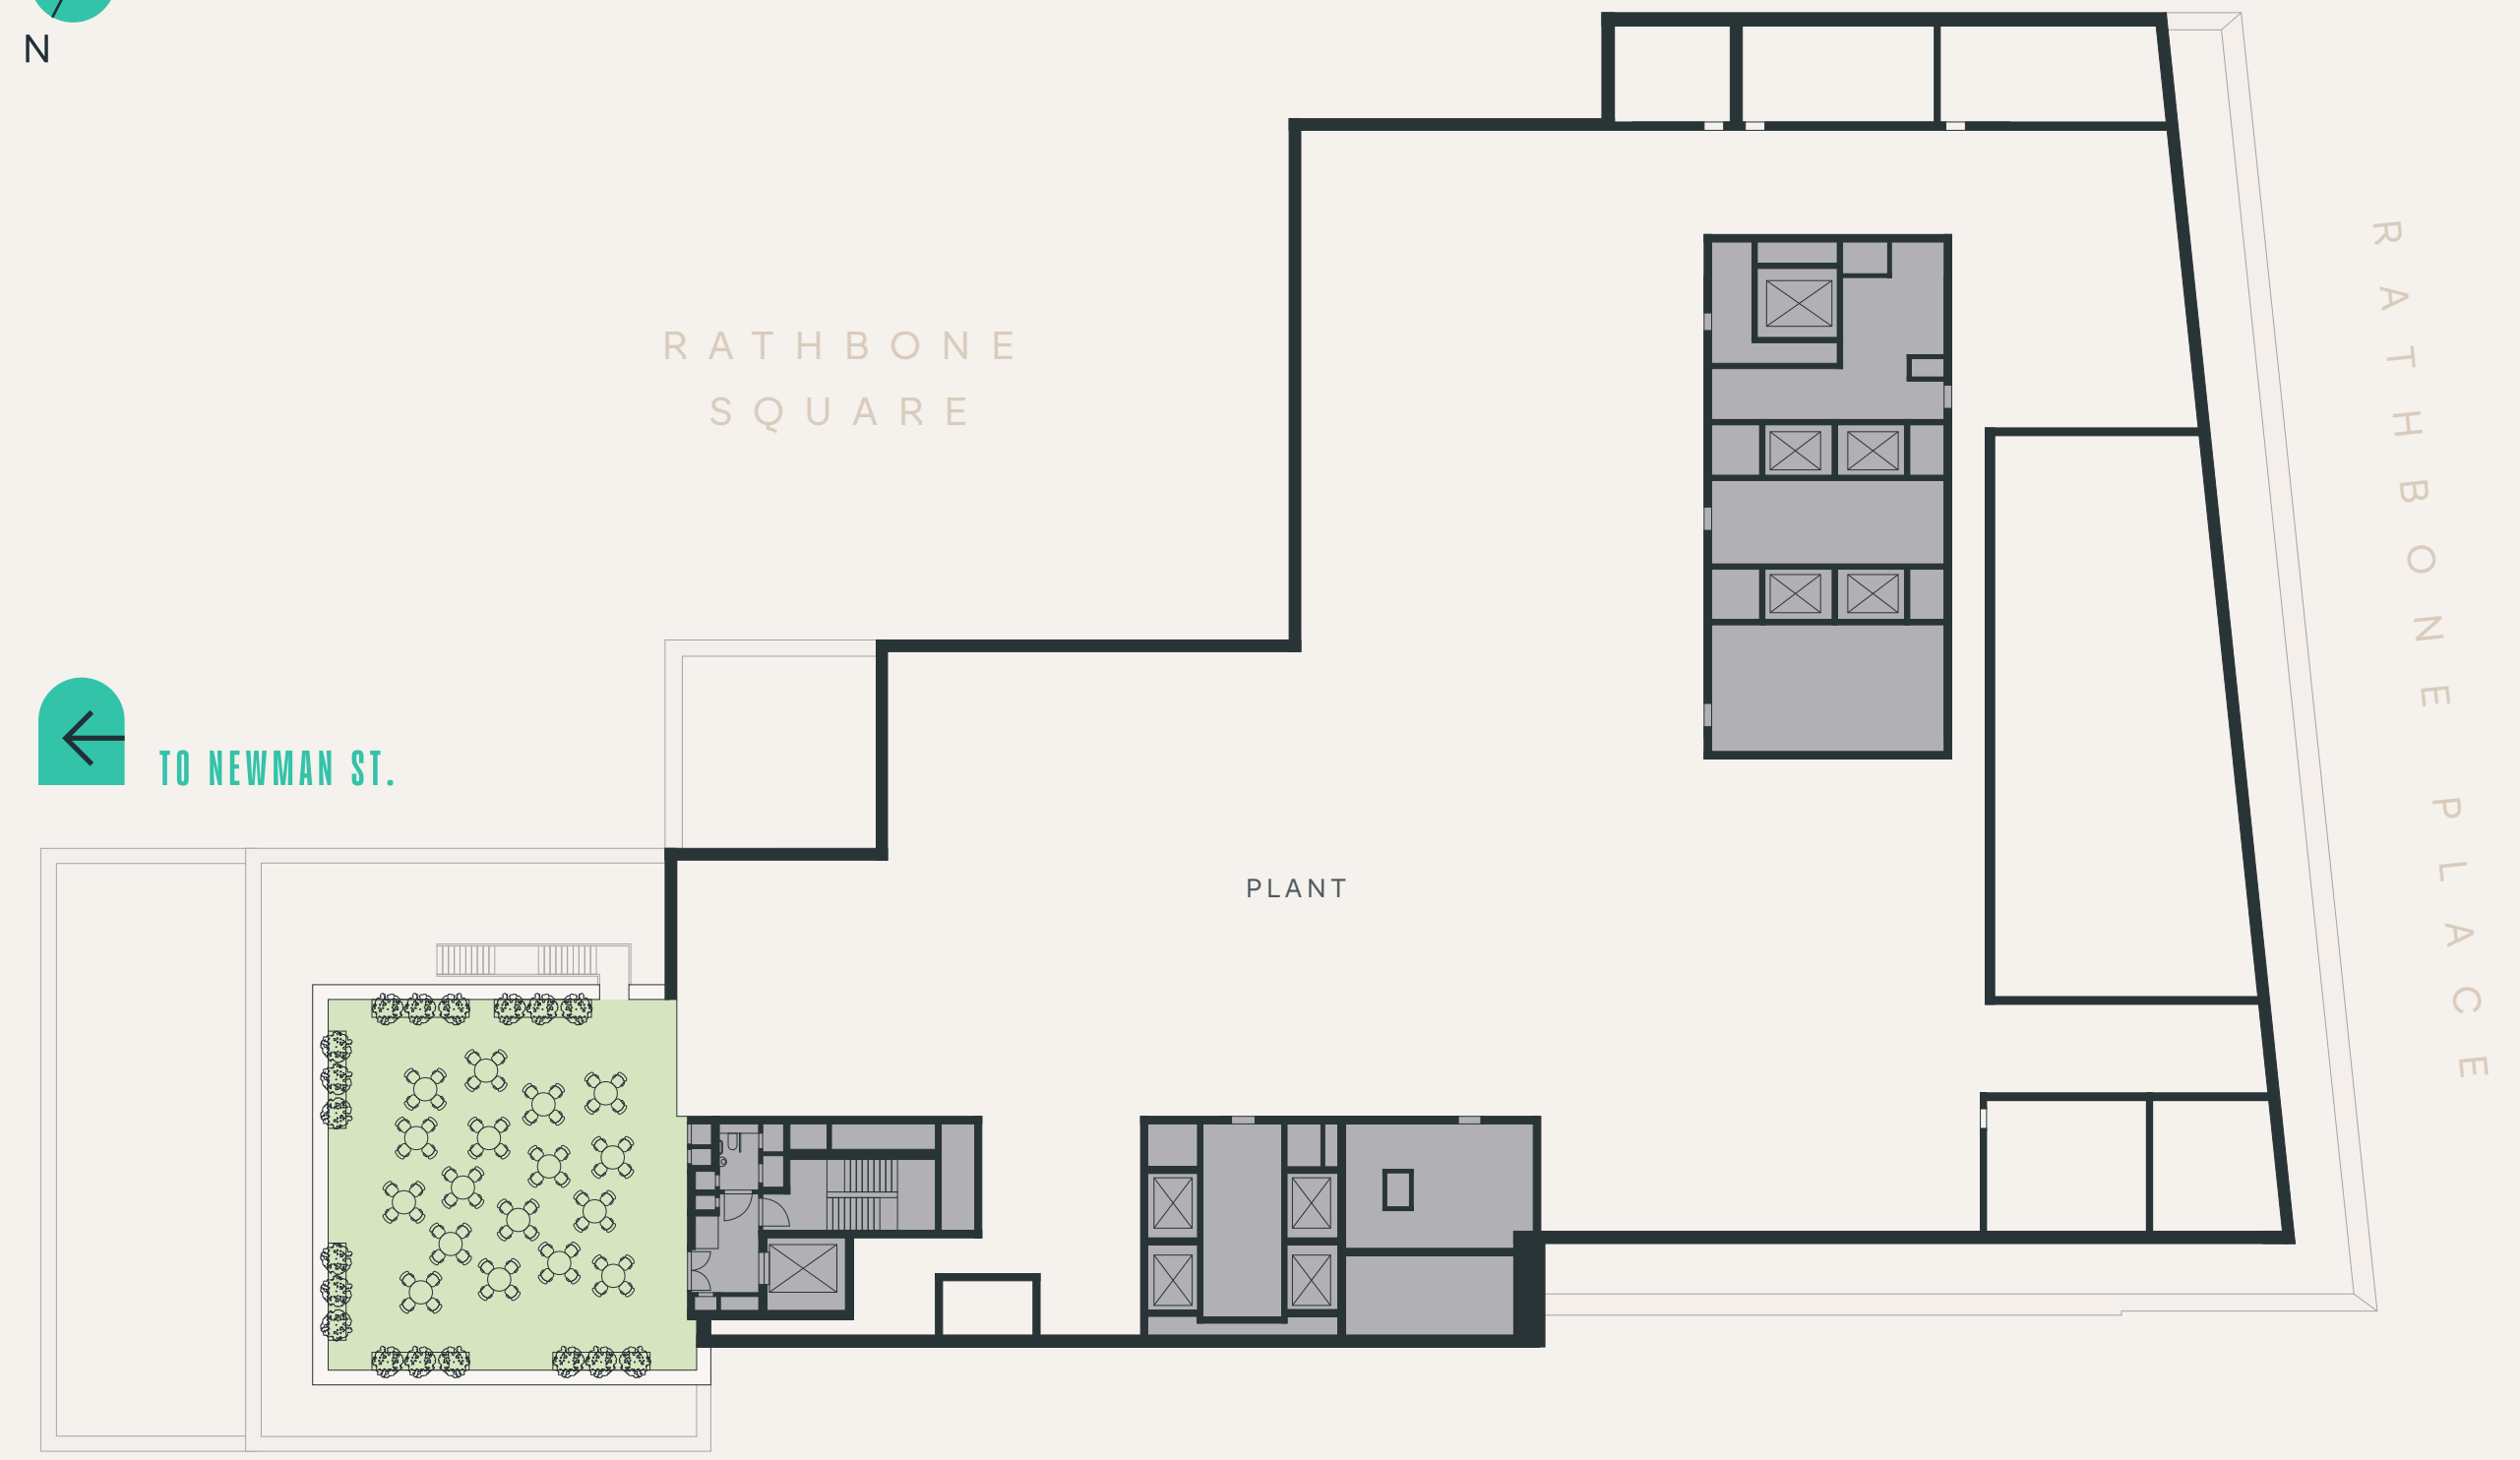 N
RATHBONE
SQUARE
RATHBONE PLACE
TO NEWMAN ST.
PLANT